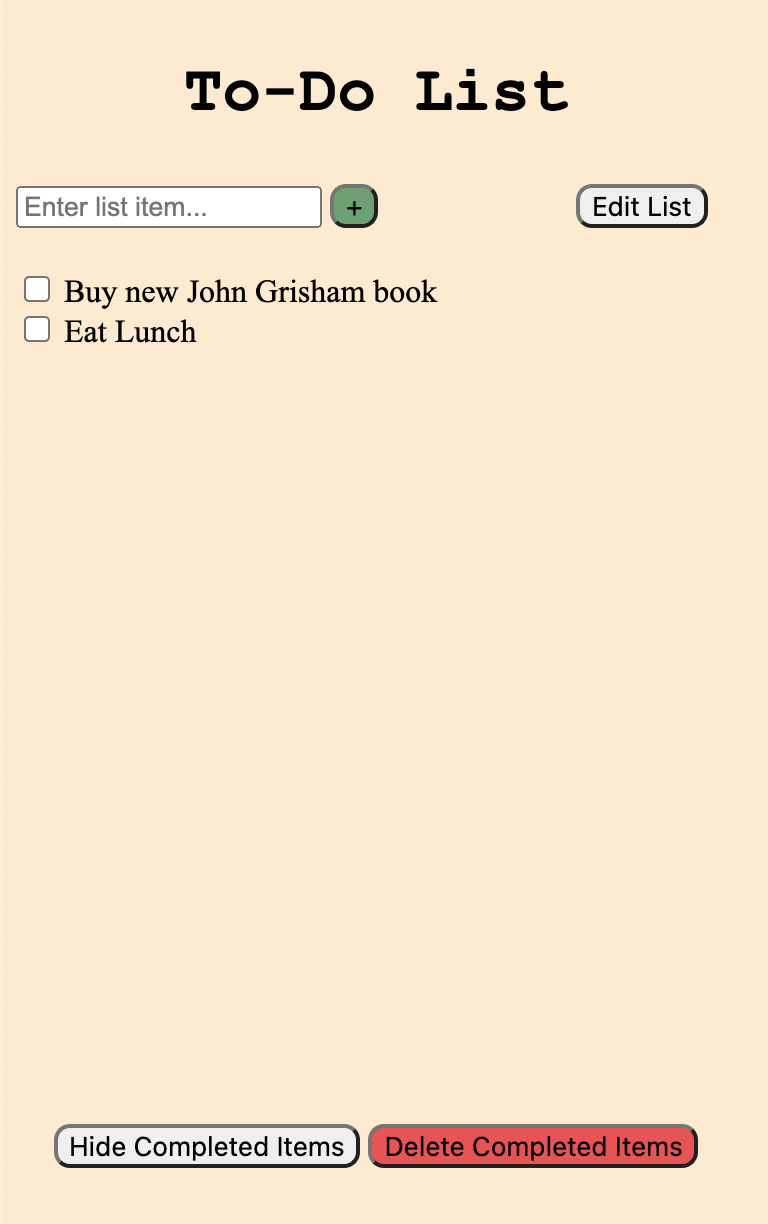 To-Do List
Enter list item... + Edit List
Buy new John Grisham book
Eat Lunch
Hide Completed Items Delete Completed Items